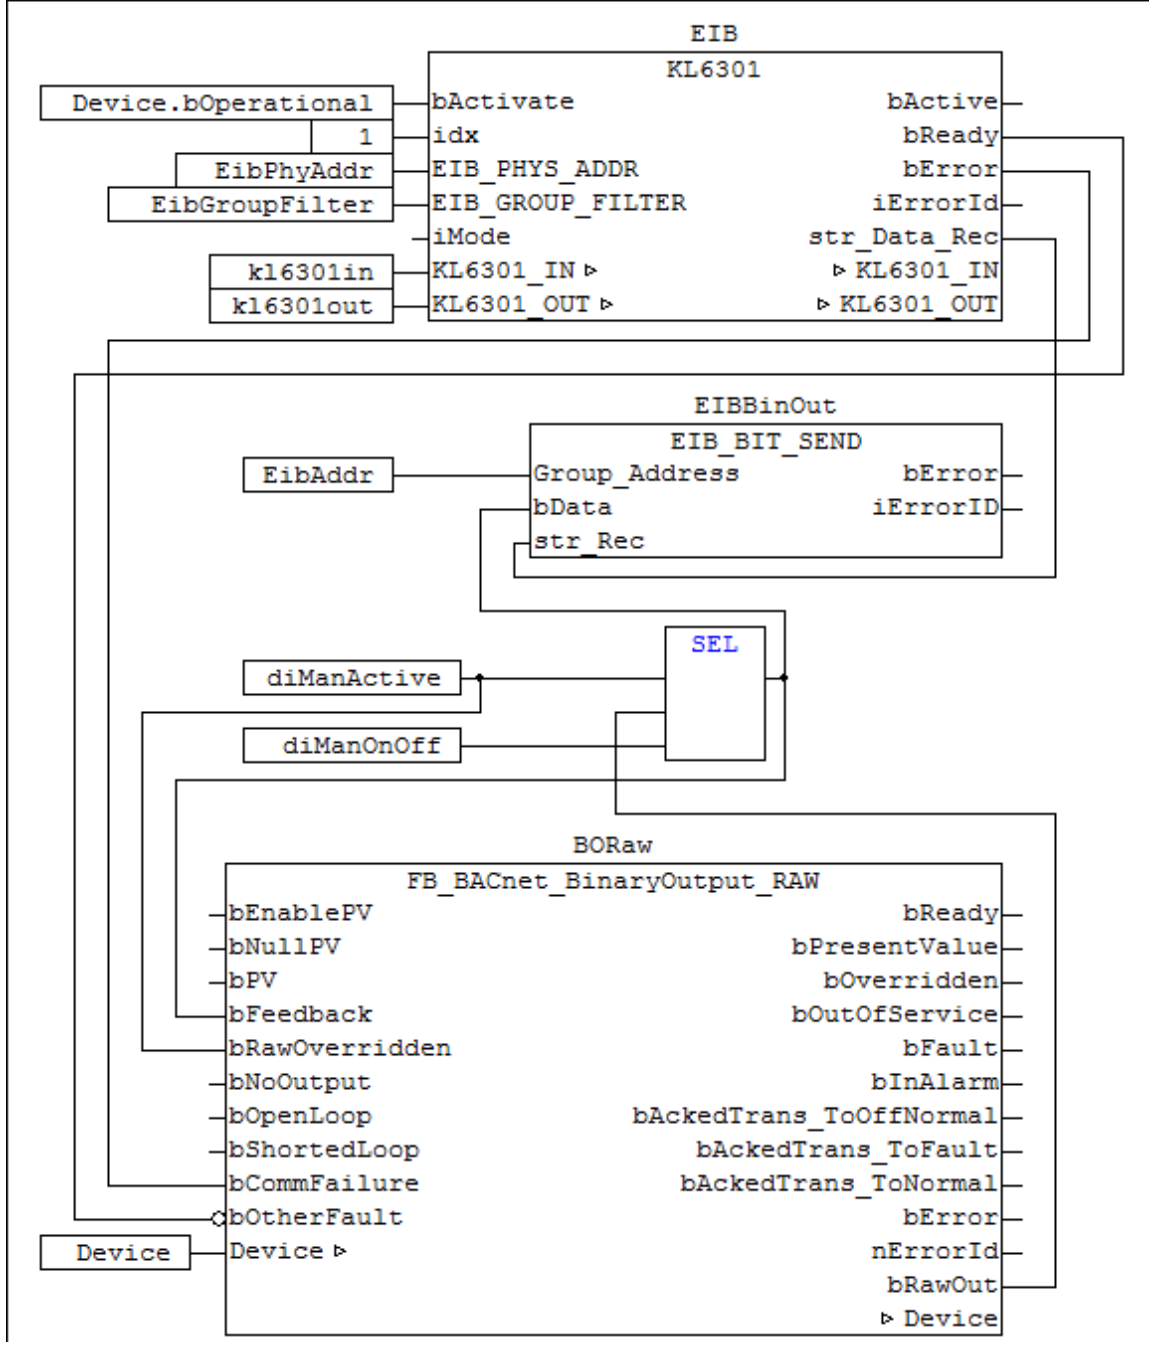 EIB
KL6301
Device.bOperational bActivate bActive
1 idx bReady
EibPhyAddr EIB_PHYS_ADDR bError
EibGroupFilter EIB_GROUP_FILTER iErrorId
iMode str_Data_Rec
kl6301in KL6301_IN KL6301_IN
kl6301out KL6301_OUT KL6301_OUT
EIBBinOut
EIB_BIT_SEND
EibAddr Group_Address bError
bData iErrorID
str_Rec
SEL
diManActive
diManOnOff
BORaw
FB_BACnet_BinaryOutput_RAW
bEnablePV bReady
bNullPV bPresentValue
bPV bOverridden
bFeedback bOutOfService
bRawOverridden bFault
bNoOutput bInAlarm
bOpenLoop bAckedTrans_ToOffNormal
bShortedLoop bAckedTrans_ToFault
bCommFailure bAckedTrans_ToNormal
bOtherFault bError
Device Device nErrorId
bRawOut
Device